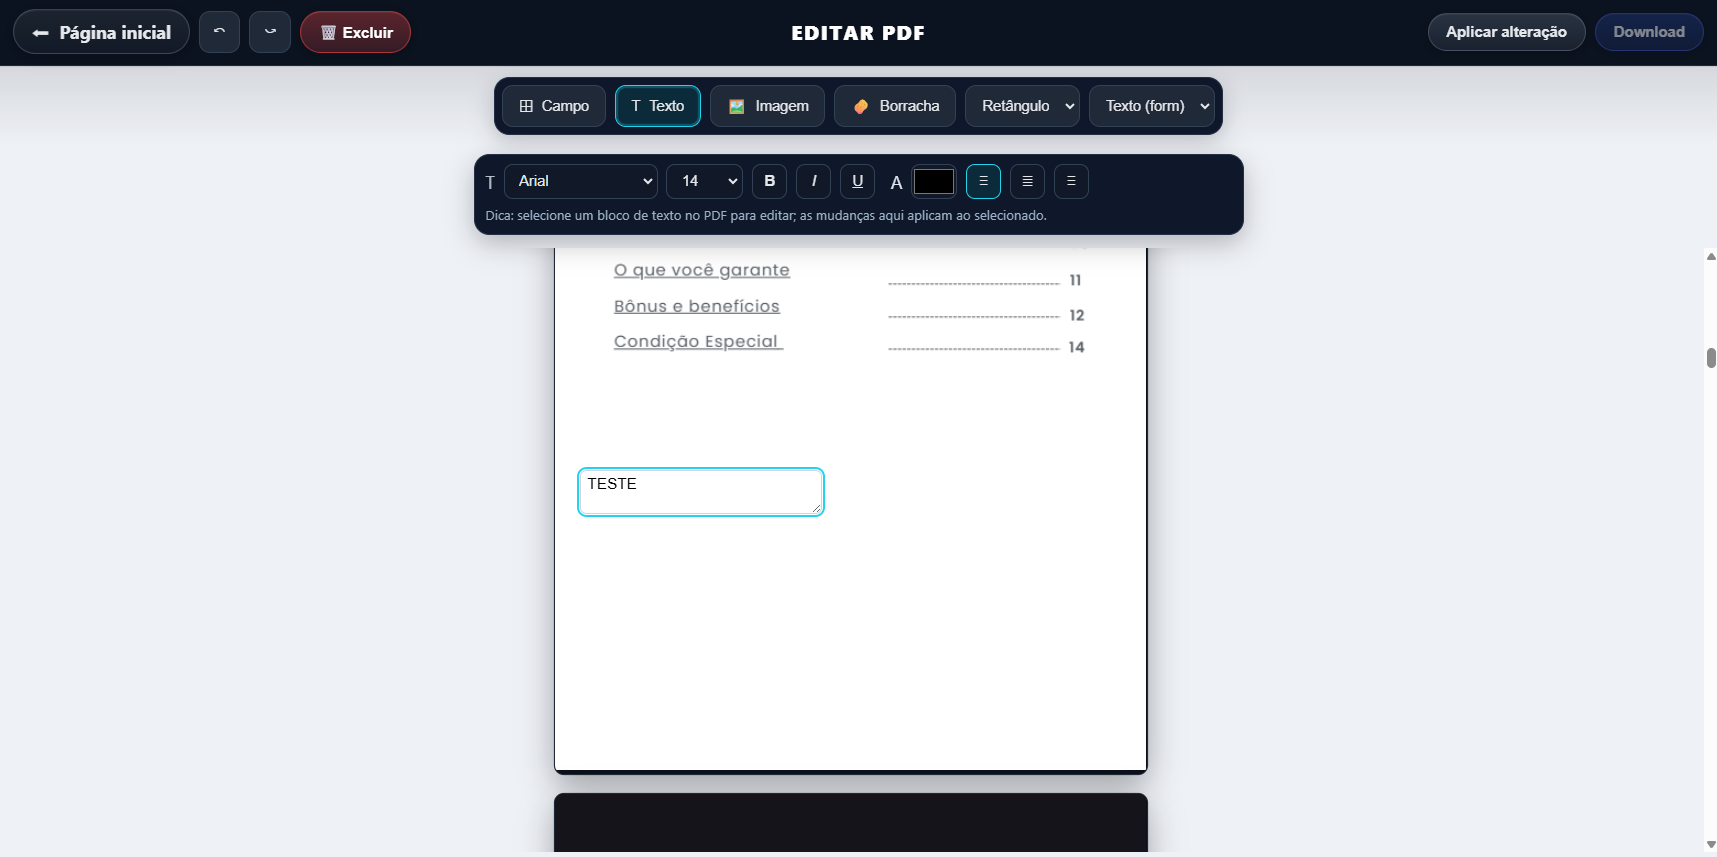 Página inicial
Excluir
EDITAR PDF
Aplicar alteração
Download
Campo
T Texto
Imagem
Borracha
Retângulo
Texto (form)
T
Arial
14
B
I
U
A
Dica: selecione um bloco de texto no PDF para editar; as mudanças aqui aplicam ao selecionado.
O que você garante 11
Bônus e benefícios 12
Condição Especial 14
TESTE